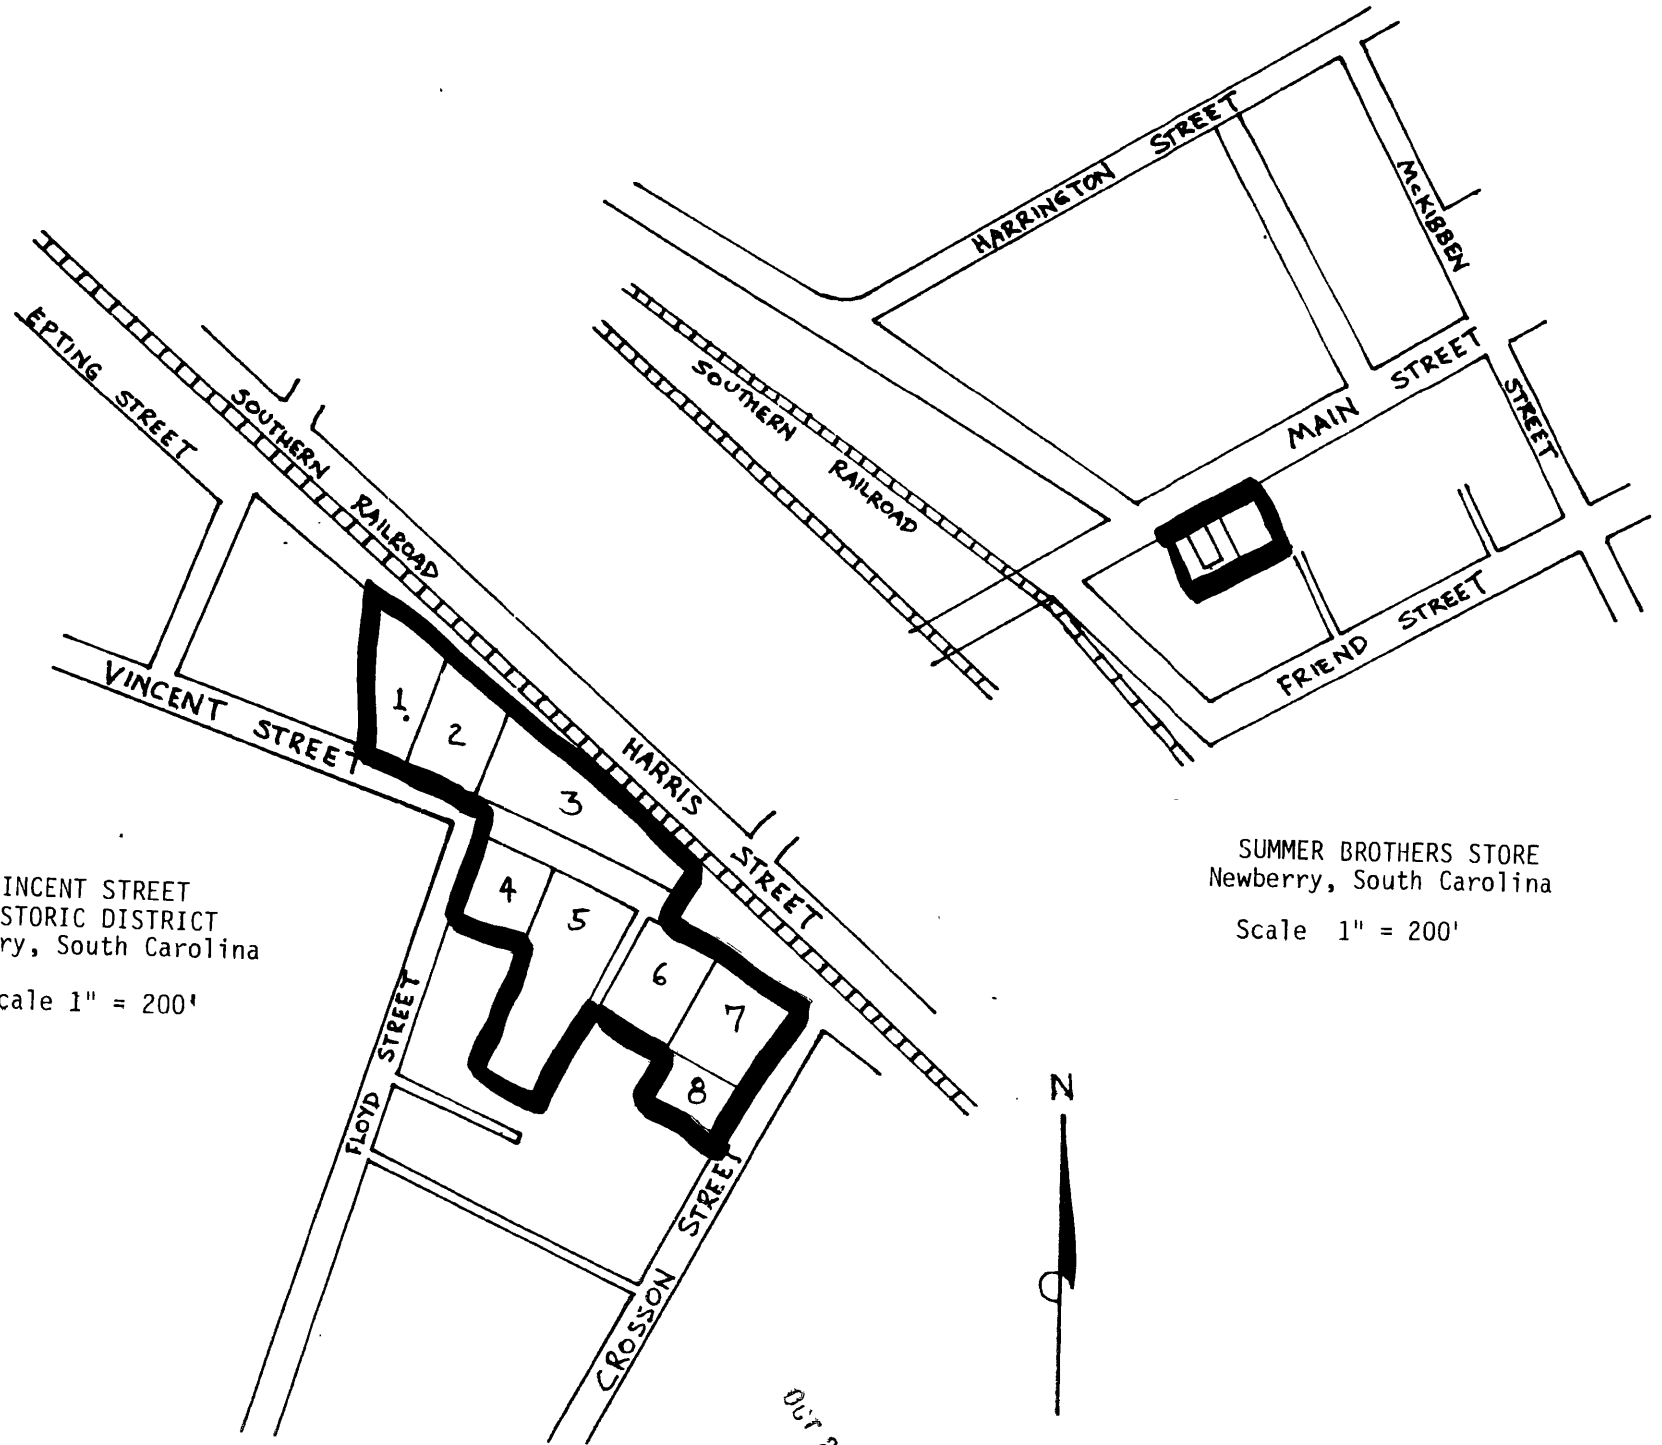 HARRINGTON STREET
McKIBBEN STREET
SOUTHERN RAILROAD
MAIN STREET
FRIEND STREET
SUMMER BROTHERS STORE
Newberry, South Carolina
Scale 1" = 200'
EPTING STREET
SOUTHERN RAILROAD
VINCENT STREET
HARRIS STREET
1.
2
3
4
5
6
7
8
INCENT STREET
STORIC DISTRICT
ry, South Carolina
cale 1" = 200'
FLOYD STREET
CROSSON STREET
N
OCT